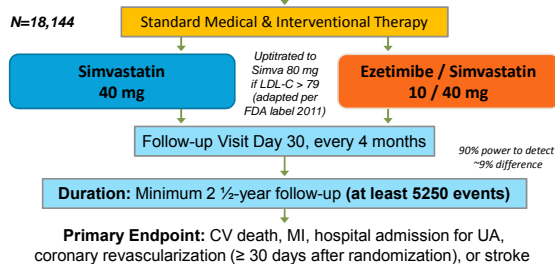 N=18,144
Standard Medical & Interventional Therapy
Simvastatin
40 mg
Uptitrated to
Simva 80 mg
if LDL-C > 79
(adapted per
FDA label 2011)
Ezetimibe / Simvastatin
10 / 40 mg
Follow-up Visit Day 30, every 4 months
90% power to detect
~9% difference
Duration: Minimum 2 ½-year follow-up (at least 5250 events)
Primary Endpoint: CV death, MI, hospital admission for UA,
coronary revascularization (≥ 30 days after randomization), or stroke